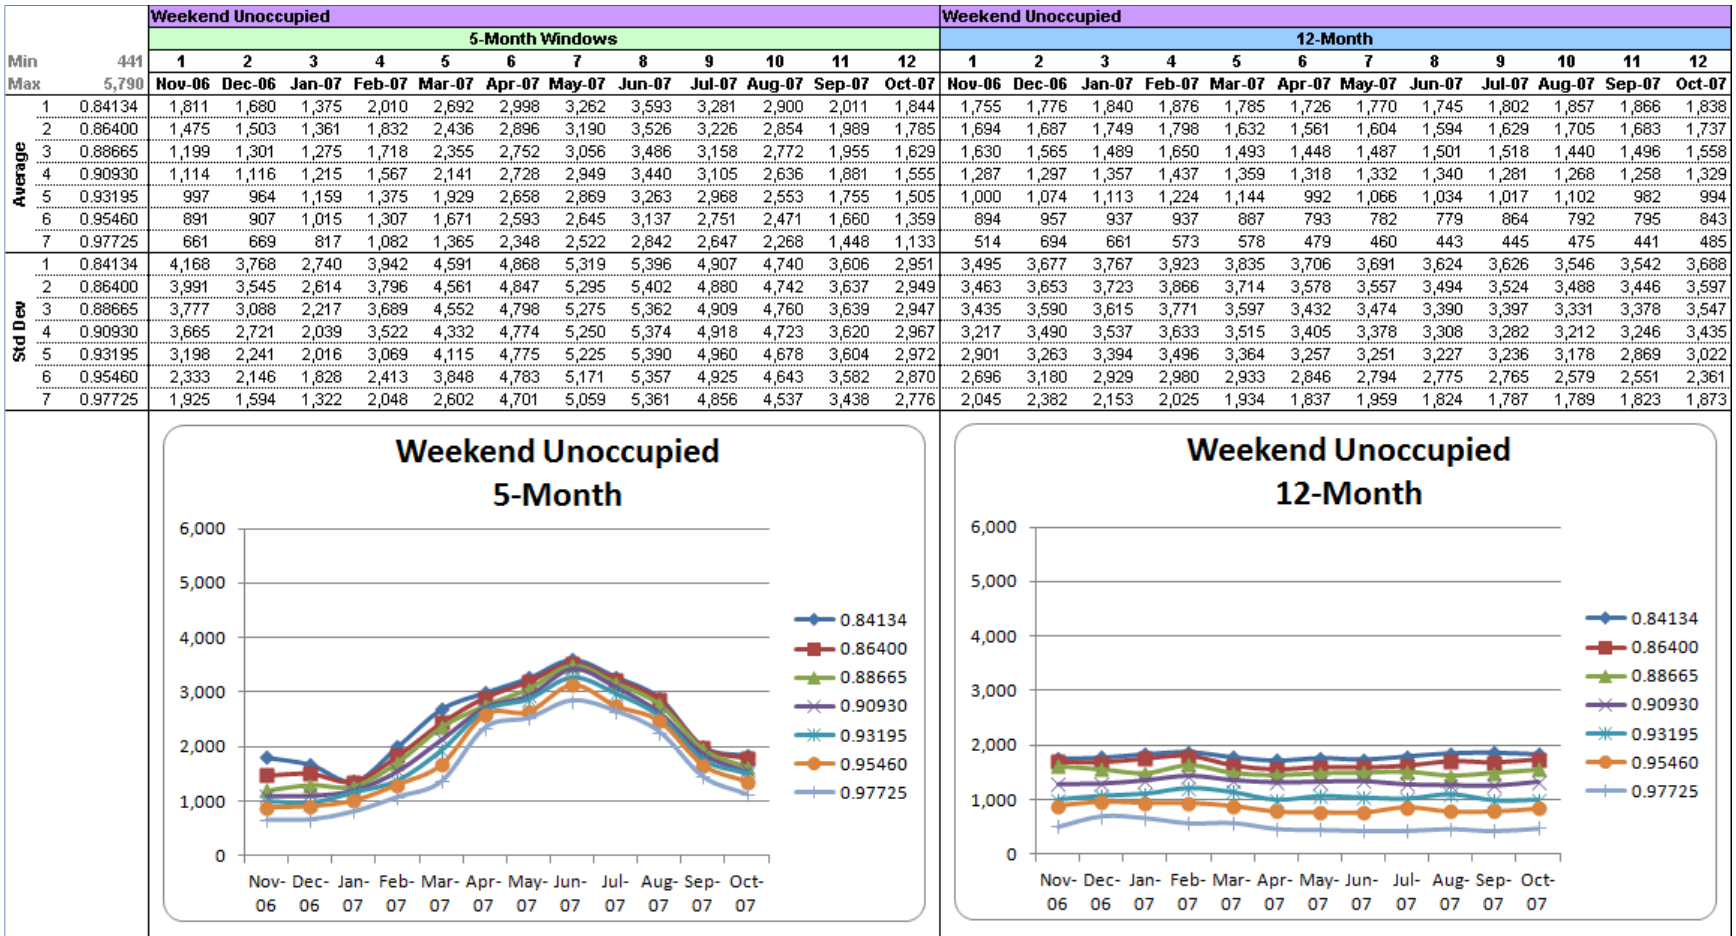 Weekend Unoccupied Weekend Unoccupied
5-Month Windows 12-Month
Min 441 1 2 3 4 5 6 7 8 9 10 11 12 1 2 3 4 5 6 7 8 9 10 11 12
Max 5,790 Nov-06 Dec-06 Jan-07 Feb-07 Mar-07 Apr-07 May-07 Jun-07 Jul-07 Aug-07 Sep-07 Oct-07 Nov-06 Dec-06 Jan-07 Feb-07 Mar-07 Apr-07 May-07 Jun-07 Jul-07 Aug-07 Sep-07 Oct-07
Average
1 0.84134 1,811 1,680 1,375 2,010 2,692 2,998 3,262 3,593 3,281 2,900 2,011 1,844 1,755 1,776 1,840 1,876 1,785 1,726 1,770 1,745 1,802 1,857 1,866 1,838
2 0.86400 1,475 1,503 1,361 1,832 2,436 2,896 3,190 3,526 3,226 2,854 1,989 1,785 1,694 1,687 1,749 1,798 1,632 1,561 1,604 1,594 1,629 1,705 1,683 1,737
3 0.88665 1,199 1,301 1,275 1,718 2,355 2,752 3,056 3,486 3,158 2,772 1,955 1,629 1,630 1,565 1,489 1,650 1,493 1,448 1,487 1,501 1,518 1,440 1,496 1,558
4 0.90930 1,114 1,116 1,215 1,567 2,141 2,728 2,949 3,440 3,105 2,636 1,881 1,555 1,287 1,297 1,357 1,437 1,359 1,318 1,332 1,340 1,281 1,268 1,258 1,329
5 0.93195 997 964 1,159 1,375 1,929 2,658 2,869 3,263 2,968 2,553 1,755 1,505 1,000 1,074 1,113 1,224 1,144 992 1,066 1,034 1,017 1,102 982 994
6 0.95460 891 907 1,015 1,307 1,671 2,593 2,645 3,137 2,751 2,471 1,660 1,359 894 957 937 937 887 793 782 779 864 792 795 843
7 0.97725 661 669 817 1,082 1,365 2,348 2,522 2,842 2,647 2,268 1,448 1,133 514 694 661 573 578 479 460 443 445 475 441 485
Std Dev
1 0.84134 4,168 3,768 2,740 3,942 4,591 4,868 5,319 5,396 4,907 4,740 3,606 2,951 3,495 3,677 3,767 3,923 3,835 3,706 3,691 3,624 3,626 3,546 3,542 3,688
2 0.86400 3,991 3,545 2,614 3,796 4,561 4,847 5,295 5,402 4,880 4,742 3,637 2,949 3,463 3,653 3,723 3,866 3,714 3,578 3,557 3,494 3,524 3,488 3,446 3,597
3 0.88665 3,777 3,088 2,217 3,689 4,552 4,798 5,275 5,362 4,909 4,760 3,639 2,947 3,435 3,590 3,615 3,771 3,597 3,432 3,474 3,390 3,397 3,331 3,378 3,547
4 0.90930 3,665 2,721 2,039 3,522 4,332 4,774 5,250 5,374 4,918 4,723 3,620 2,967 3,217 3,490 3,537 3,633 3,515 3,405 3,378 3,308 3,282 3,212 3,246 3,435
5 0.93195 3,198 2,241 2,016 3,069 4,115 4,775 5,225 5,390 4,960 4,678 3,604 2,972 2,901 3,263 3,394 3,496 3,364 3,257 3,251 3,227 3,236 3,178 2,869 3,022
6 0.95460 2,333 2,146 1,828 2,413 3,848 4,783 5,171 5,357 4,925 4,643 3,582 2,870 2,696 3,180 2,929 2,980 2,933 2,846 2,794 2,775 2,765 2,579 2,551 2,361
7 0.97725 1,925 1,594 1,322 2,048 2,602 4,701 5,059 5,361 4,856 4,537 3,438 2,776 2,045 2,382 2,153 2,025 1,934 1,837 1,959 1,824 1,787 1,789 1,823 1,873
Weekend Unoccupied
5-Month
6,000
5,000
4,000
3,000
2,000
1,000
0
Nov-06 Dec-06 Jan-07 Feb-07 Mar-07 Apr-07 May-07 Jun-07 Jul-07 Aug-07 Sep-07 Oct-07
0.84134
0.86400
0.88665
0.90930
0.93195
0.95460
0.97725
Weekend Unoccupied
12-Month
6,000
5,000
4,000
3,000
2,000
1,000
0
Nov-06 Dec-06 Jan-07 Feb-07 Mar-07 Apr-07 May-07 Jun-07 Jul-07 Aug-07 Sep-07 Oct-07
0.84134
0.86400
0.88665
0.90930
0.93195
0.95460
0.97725